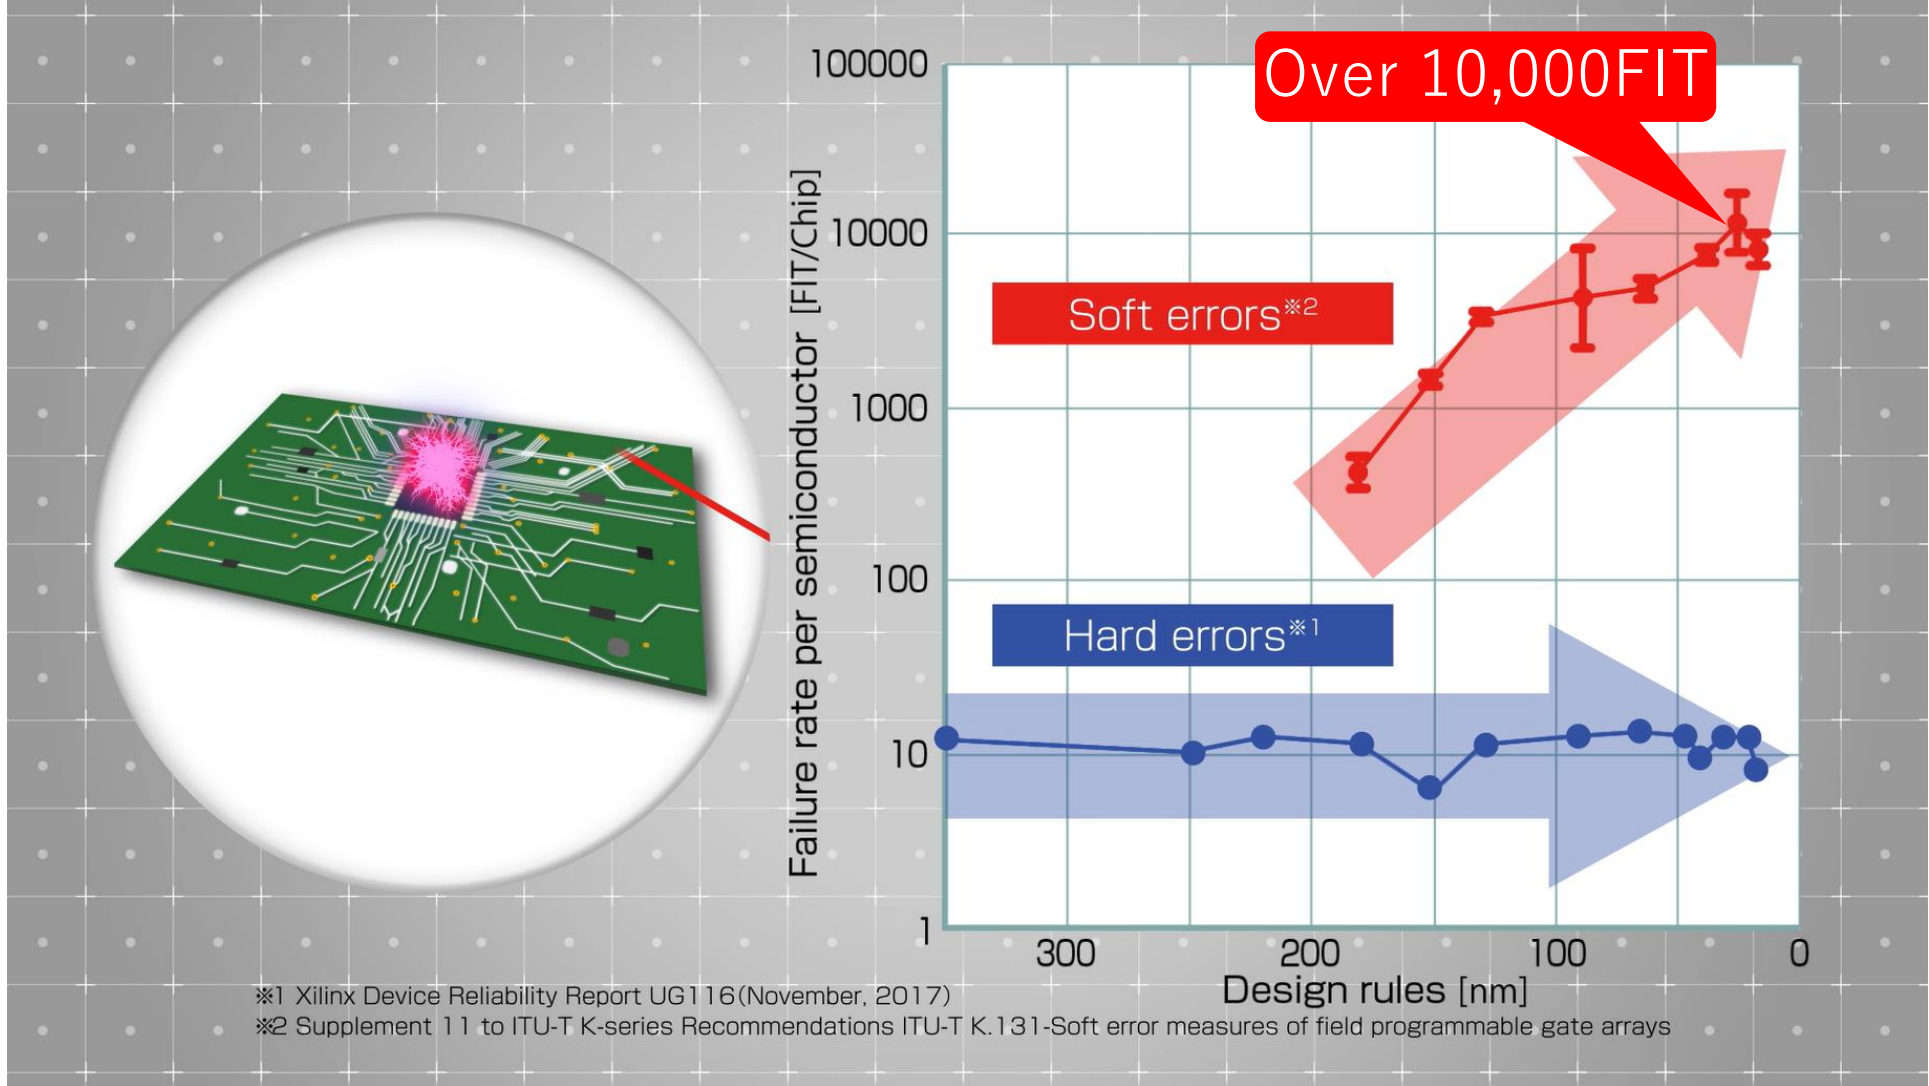 Over 10,000FIT
100000
10000
1000
100
10
1
Failure rate per semiconductor [FIT/Chip]
Soft errors※2
Hard errors※1
300 200 100 0
Design rules [nm]
※1 Xilinx Device Reliability Report UG116(November, 2017)
※2 Supplement 11 to ITU-T K-series Recommendations ITU-T K.131-Soft error measures of field programmable gate arrays